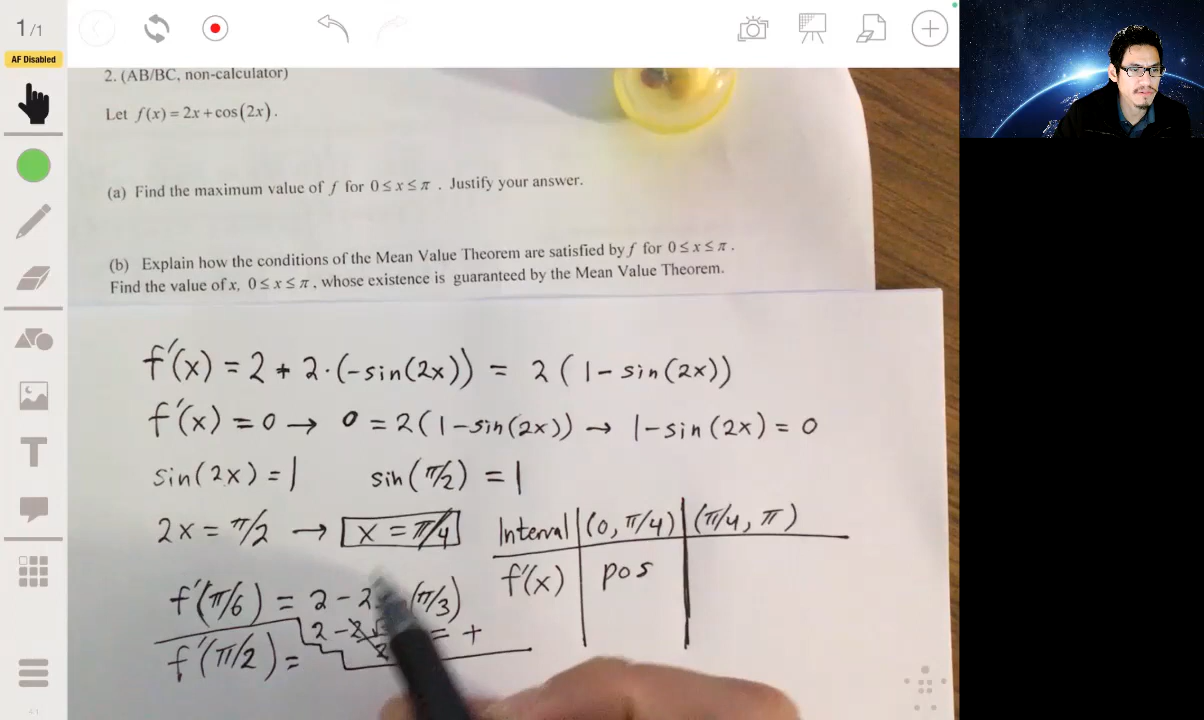 1/1
AF Disabled
2. (AB/BC, non-calculator)
Let f(x) = 2x + cos(2x).
(a) Find the maximum value of f for 0 ≤ x ≤ π. Justify your answer.
(b) Explain how the conditions of the Mean Value Theorem are satisfied by f for 0 ≤ x ≤ π.
Find the value of x, 0 ≤ x ≤ π, whose existence is guaranteed by the Mean Value Theorem.
f'(x) = 2 + 2·(-sin(2x)) = 2(1-sin(2x))
f'(x) = 0 → 0 = 2(1-sin(2x)) → 1-sin(2x) = 0
sin(2x) = 1 sin(π/2) = 1
2x = π/2 → x = π/4
Interval (0, π/4) (π/4, π)
f'(x) pos
f'(π/6) = 2 - 2 (π/3)
2 - 2 2 = +
f'(π/2) =
T